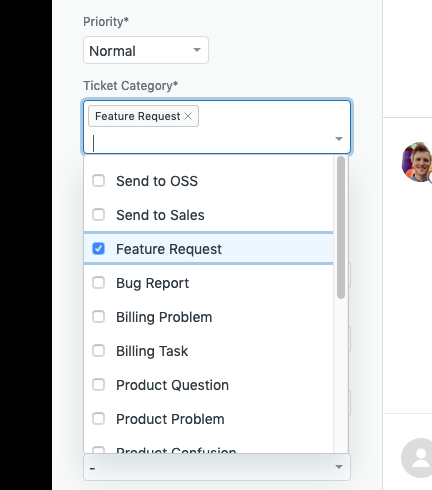 Priority*
Normal
Ticket Category*
Feature Request ×
Send to OSS
Send to Sales
Feature Request
Bug Report
Billing Problem
Billing Task
Product Question
Product Problem
Product Confusion
-